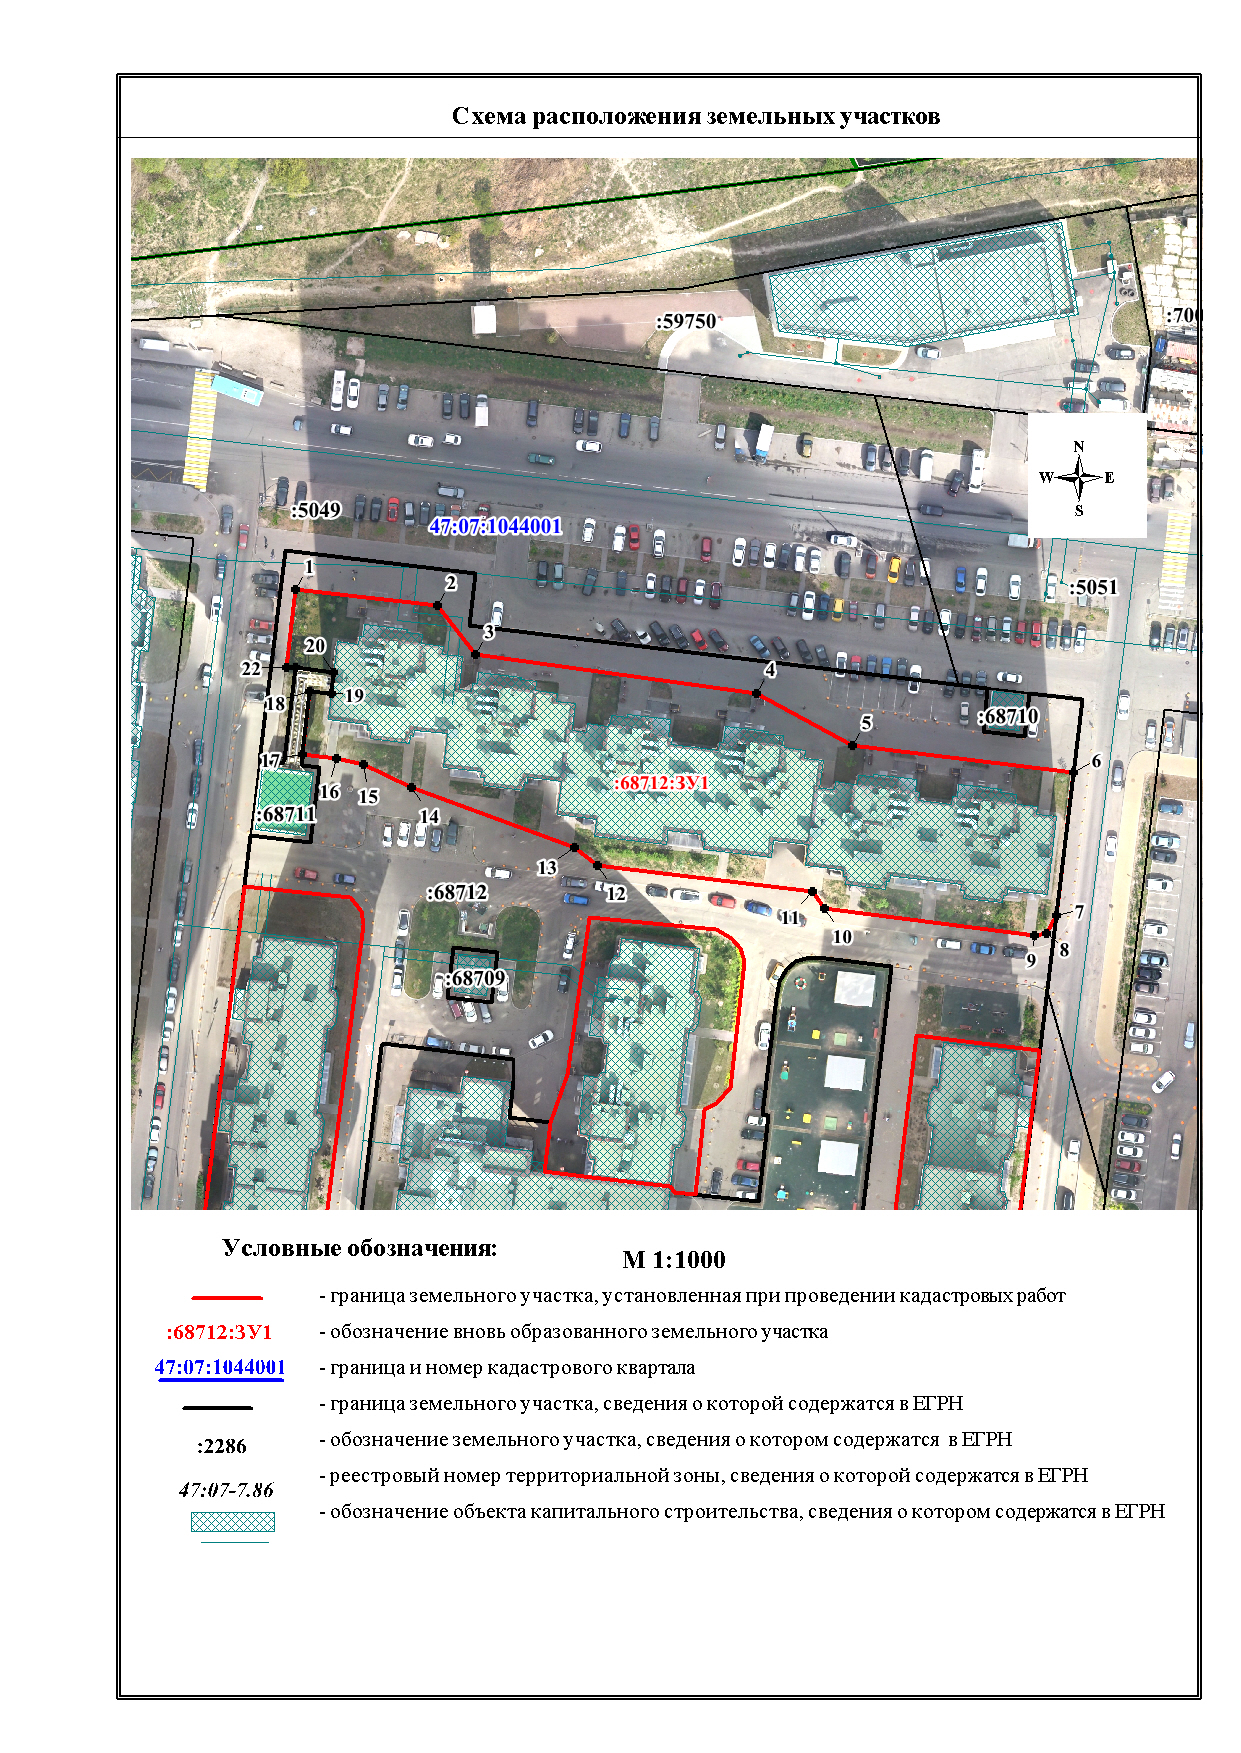 Схема расположения земельных участков
:59750
:700
N
W E
S
:5049
47:07:1044001
:5051
1
2
3
4
5
6
20
22
19
18
:68710
17
16
15
14
:68712:ЗУ1
:68711
13
12
11
10
7
8
9
:68712
:68709
Условные обозначения:
М 1:1000
- граница земельного участка, установленная при проведении кадастровых работ
:68712:ЗУ1 - обозначение вновь образованного земельного участка
47:07:1044001 - граница и номер кадастрового квартала
- граница земельного участка, сведения о которой содержатся в ЕГРН
:2286 - обозначение земельного участка, сведения о котором содержатся в ЕГРН
47:07-7.86 - реестровый номер территориальной зоны, сведения о которой содержатся в ЕГРН
- обозначение объекта капитального строительства, сведения о котором содержатся в ЕГРН